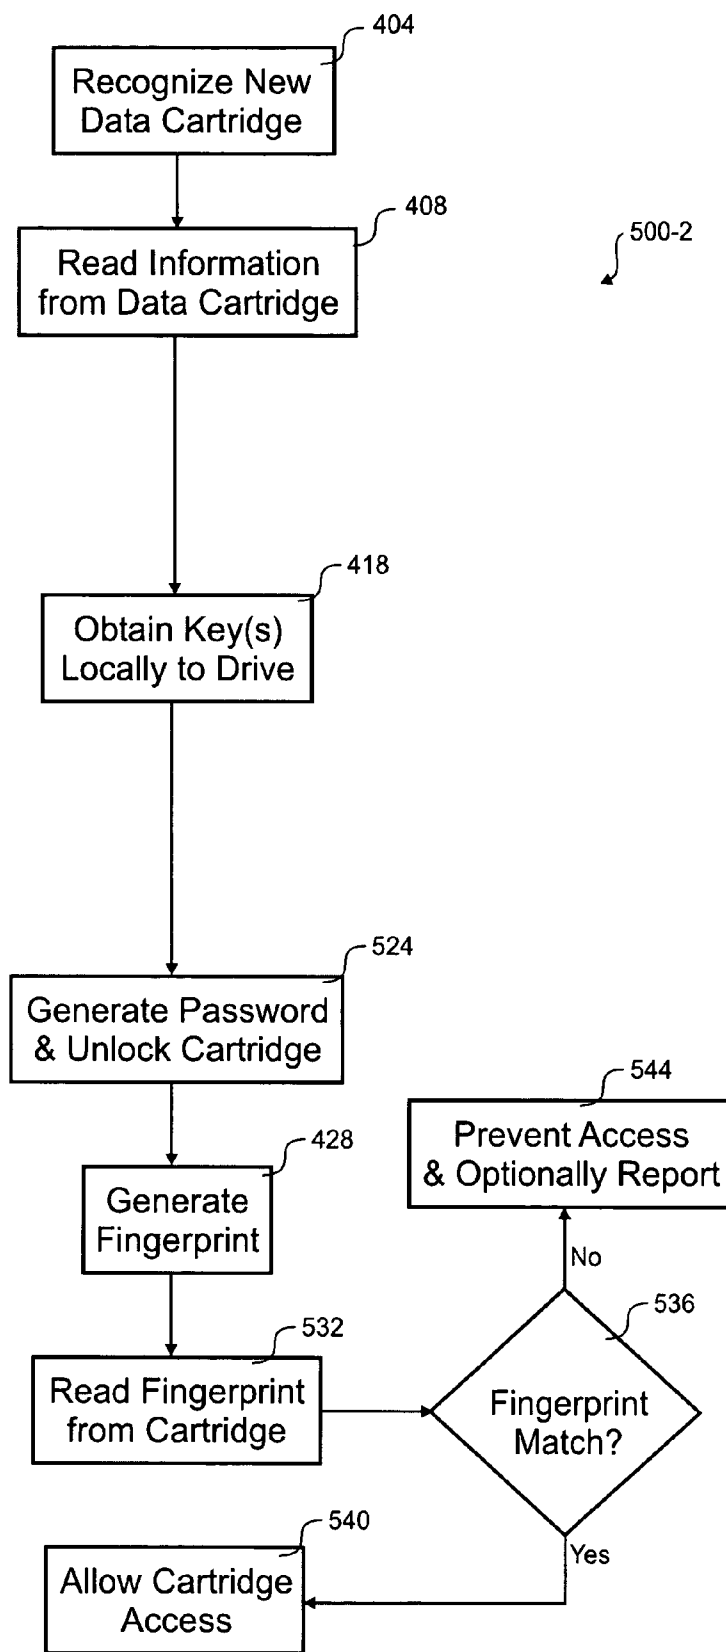 404
Recognize New
Data Cartridge
408
Read Information
from Data Cartridge
500-2
418
Obtain Key(s)
Locally to Drive
524
Generate Password
& Unlock Cartridge
544
Prevent Access
& Optionally Report
428
Generate
Fingerprint
No
536
532
Read Fingerprint
from Cartridge
Fingerprint
Match?
Yes
540
Allow Cartridge
Access